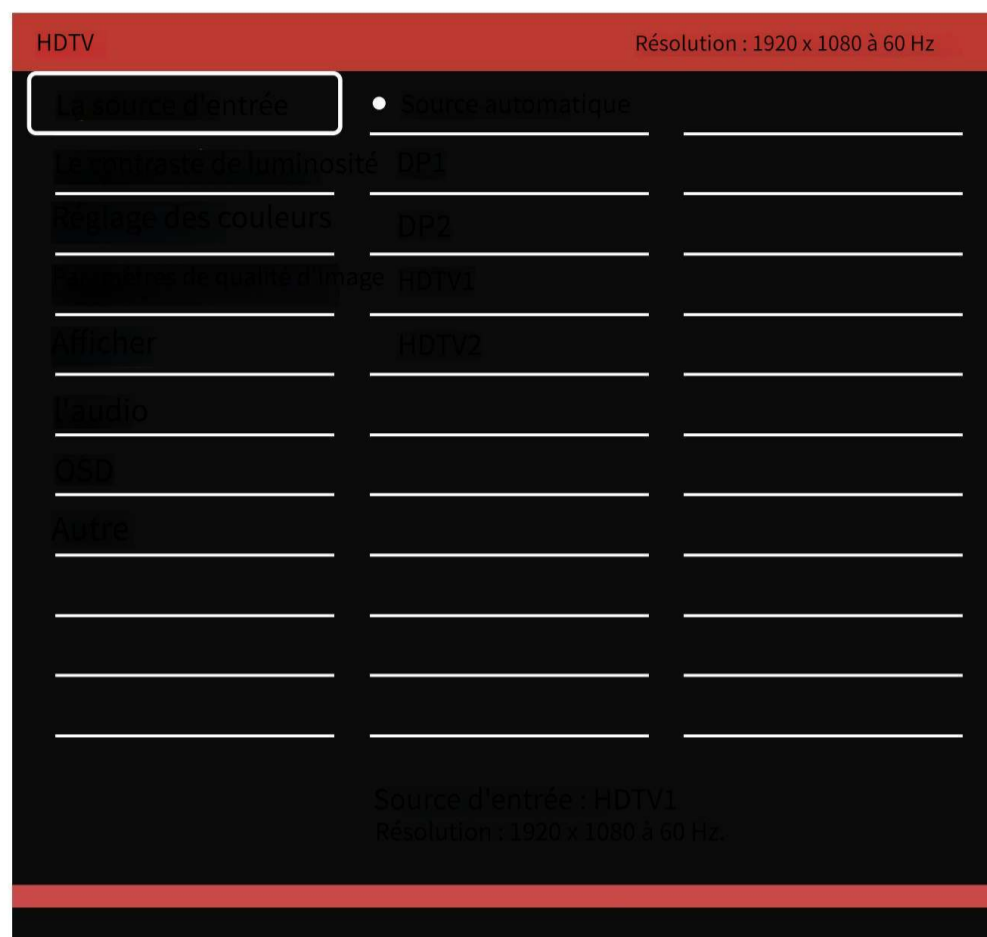 HDTV
Résolution : 1920 x 1080 à 60 Hz
La source d'entrée
Source automatique
Le contraste de luminosité
DP1
Réglage des couleurs
DP2
Paramètres de qualité d'image
HDTV1
Afficher
HDTV2
l'audio
OSD
Autre
Source d'entrée : HDTV1
Résolution : 1920 x 1080 à 60 Hz.